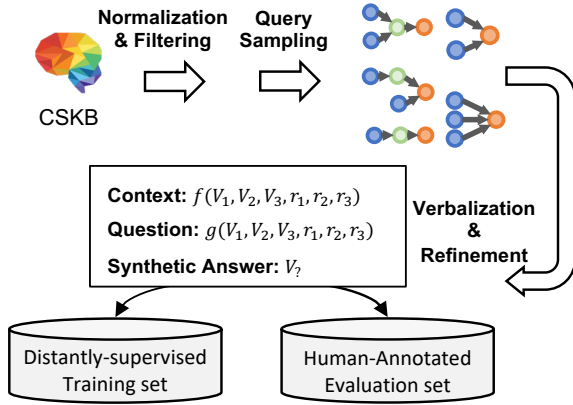 Normalization
& Filtering
Query
Sampling
CSKB
Verbalization
&
Refinement
Context: f(V₁, V₂, V₃, r₁, r₂, r₃)
Question: g(V₁, V₂, V₃, r₁, r₂, r₃)
Synthetic Answer: V?
Distantly-supervised
Training set
Human-Annotated
Evaluation set